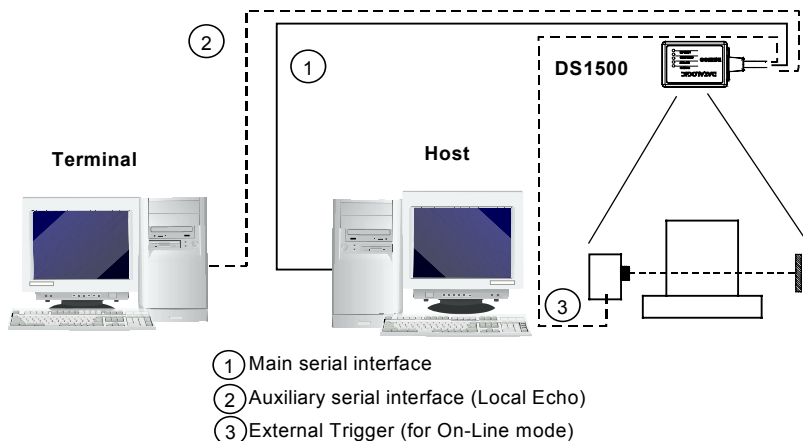 2
1
DS1500
DATALOGIC
Terminal
Host
3
1 Main serial interface
2 Auxiliary serial interface (Local Echo)
3 External Trigger (for On-Line mode)